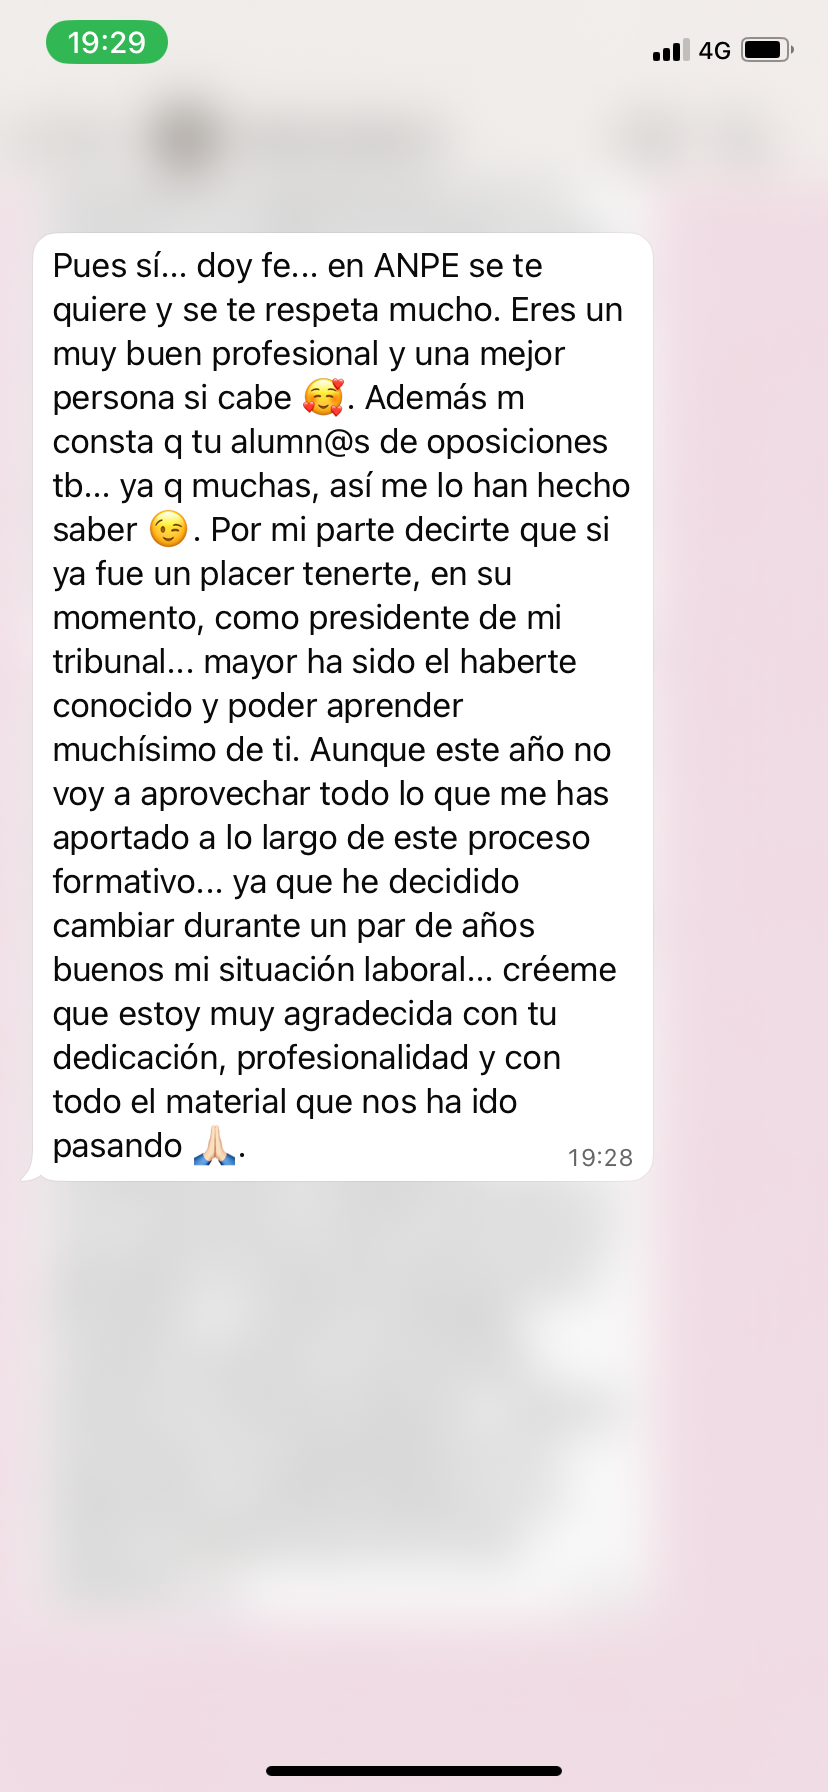 19:29
4G
Pues sí... doy fe... en ANPE se te
quiere y se te respeta mucho. Eres un
muy buen profesional y una mejor
persona si cabe 🥰. Además m
consta q tu alumn@s de oposiciones
tb... ya q muchas, así me lo han hecho
saber 😉. Por mi parte decirte que si
ya fue un placer tenerte, en su
momento, como presidente de mi
tribunal... mayor ha sido el haberte
conocido y poder aprender
muchísimo de ti. Aunque este año no
voy a aprovechar todo lo que me has
aportado a lo largo de este proceso
formativo... ya que he decidido
cambiar durante un par de años
buenos mi situación laboral... créeme
que estoy muy agradecida con tu
dedicación, profesionalidad y con
todo el material que nos ha ido
pasando 🙏🏻.
19:28